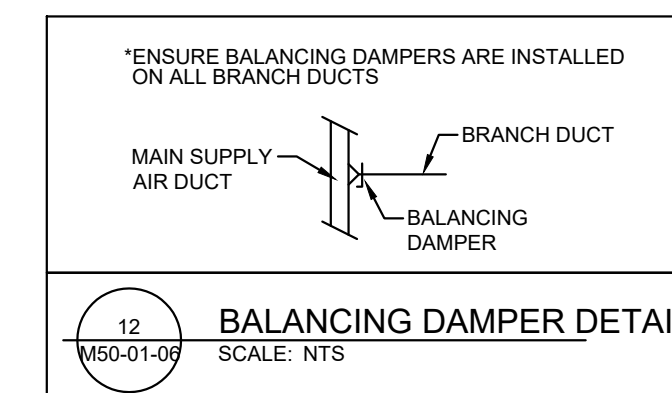 *ENSURE BALANCING DAMPERS ARE INSTALLED
ON ALL BRANCH DUCTS
MAIN SUPPLY
AIR DUCT
BRANCH DUCT
BALANCING
DAMPER
12
M50-01-06
BALANCING DAMPER DETAI
SCALE: NTS